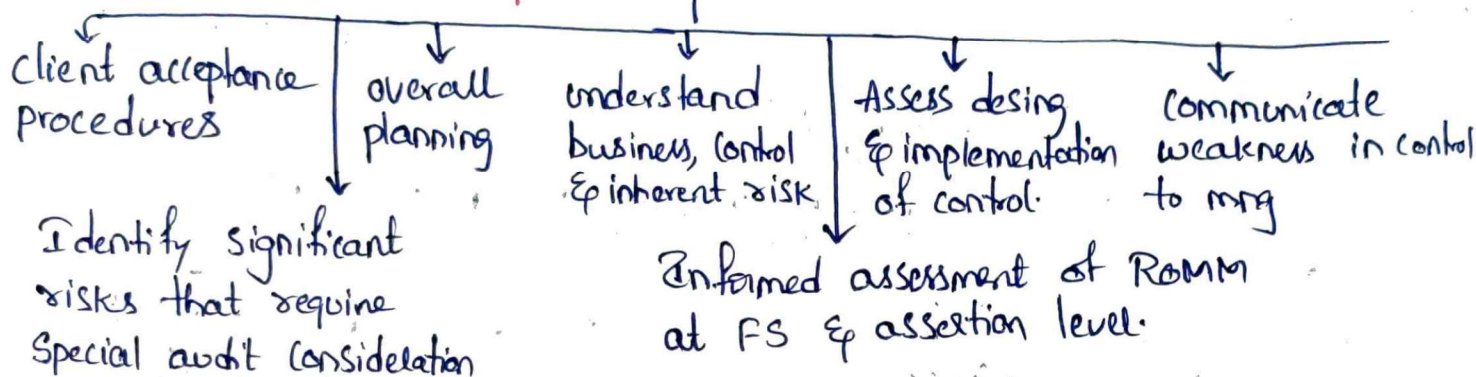 Client acceptance
procedures
overall
planning
understand
business, Control
& inherent risk
Assess desing
& implementation
of control.
Communicate
weakness in control
to mng
Identify significant
risks that require
Special audit Consideration
Informed assessment of ROMM
at FS & assertion level.